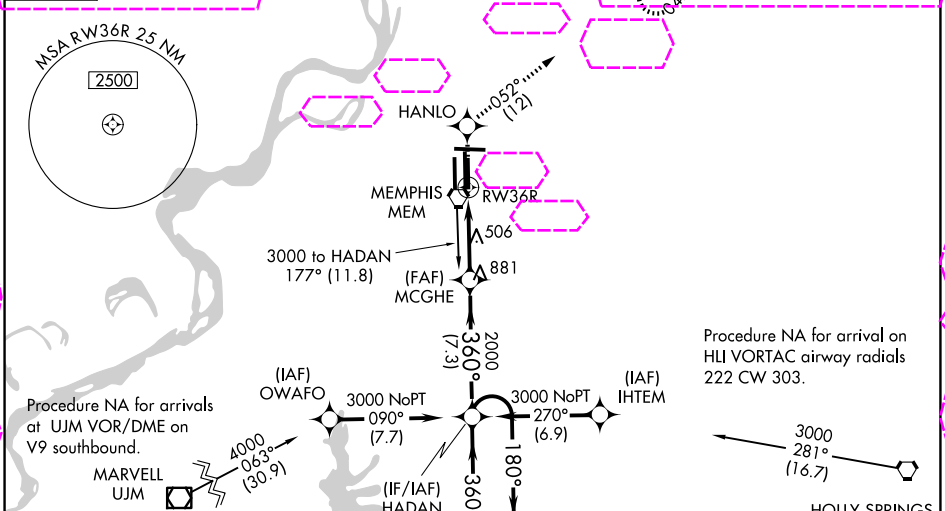 MSA RW36R 25 NM
2500
052°
(12)
HANLO
MEMPHIS
MEM
RW36R
506
3000 to HADAN
177° (11.8)
881
(FAF)
MCGHE
2000
360°
(7.3)
Procedure NA for arrival on
HLI VORTAC airway radials
222 CW 303.
(IAF)
OWAFO
3000 NoPT
090°
(7.7)
3000 NoPT
270°
(6.9)
(IAF)
IHTEM
Procedure NA for arrivals
at UJM VOR/DME on
V9 southbound.
4000
063°
(30.9)
MARVELL
UJM
3000
281°
(16.7)
180°
360
(IF/IAF)
HADAN
HOLLY SPRINGS